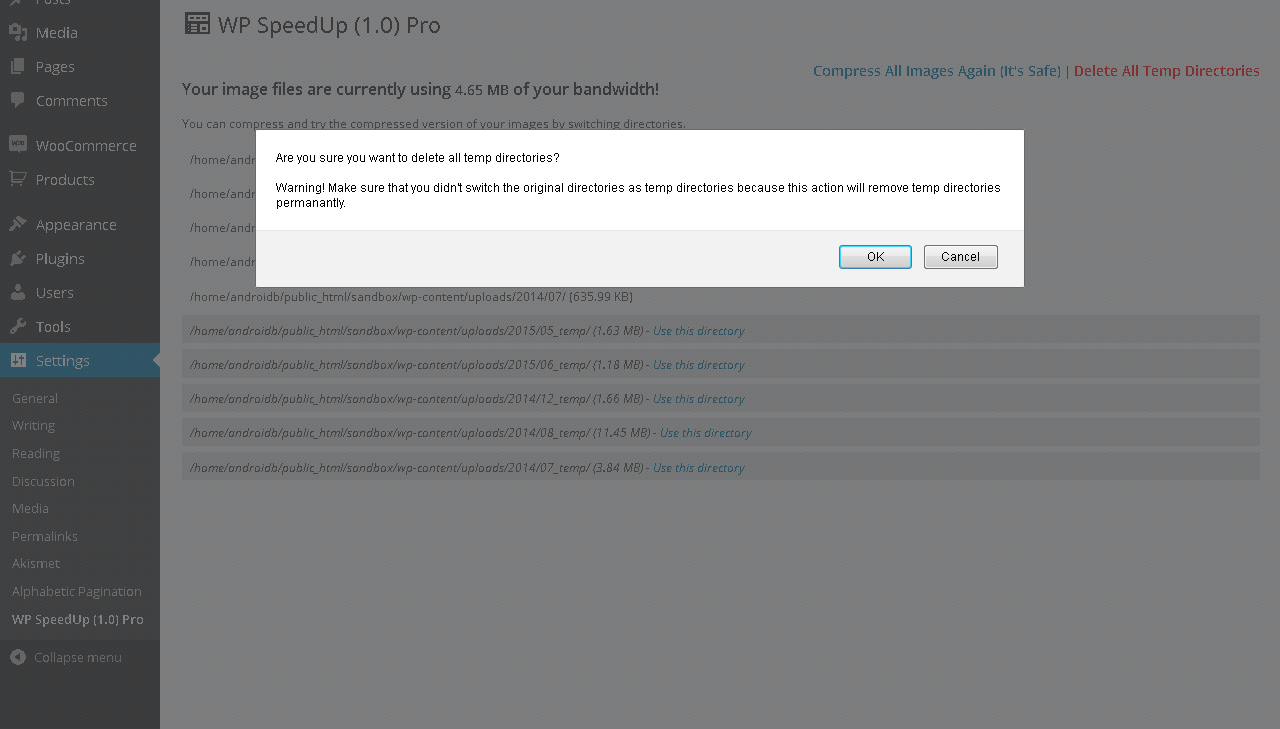 Posts
Media
Pages
Comments
WooCommerce
Products
Appearance
Plugins
Users
Tools
Settings
General
Writing
Reading
Discussion
Media
Permalinks
Akismet
Alphabetic Pagination
WP SpeedUp (1.0) Pro
Collapse menu
WP SpeedUp (1.0) Pro
Compress All Images Again (It's Safe) | Delete All Temp Directories
Your image files are currently using 4.65 MB of your bandwidth!
You can compress and try the compressed version of your images by switching directories.
/home/andr
/home/andr
/home/andr
/home/andr
Are you sure you want to delete all temp directories?
Warning! Make sure that you didn't switch the original directories as temp directories because this action will remove temp directories
permanantly.
OK Cancel
/home/androidb/public_html/sandbox/wp-content/uploads/2014/07/ (635.99 KB)
/home/androidb/public_html/sandbox/wp-content/uploads/2015/05_temp/ (1.63 MB) - Use this directory
/home/androidb/public_html/sandbox/wp-content/uploads/2015/06_temp/ (1.18 MB) - Use this directory
/home/androidb/public_html/sandbox/wp-content/uploads/2014/12_temp/ (1.66 MB) - Use this directory
/home/androidb/public_html/sandbox/wp-content/uploads/2014/08_temp/ (11.45 MB) - Use this directory
/home/androidb/public_html/sandbox/wp-content/uploads/2014/07_temp/ (3.84 MB) - Use this directory